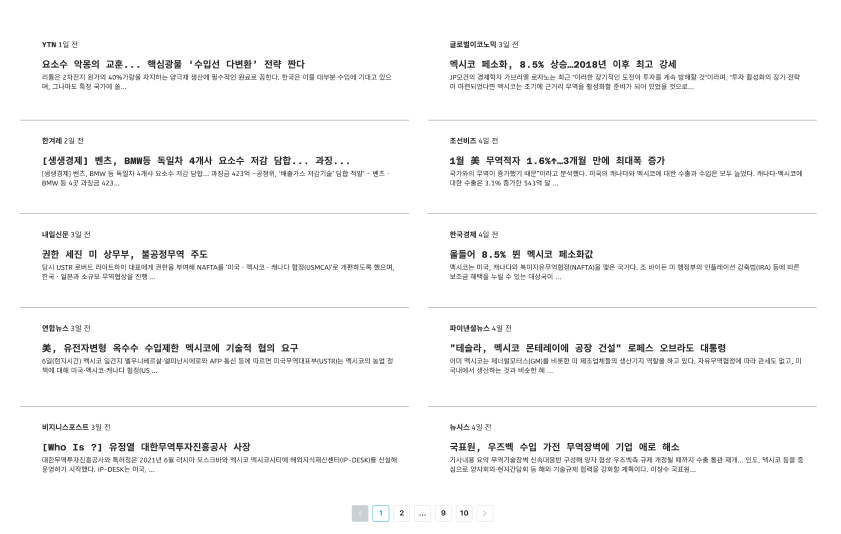 YTN 1일 전
요소수 악몽의 교훈... 핵심광물 '수입선 다변환' 전략 짠다
리튬은 2차전지 원가의 40%가량을 차지하는 양극재 생산에 필수적인 원료로 꼽힌다. 한국은 이를 대부분 수입에 기대고 있으
며, 그나마도 특정 국가에 쏠...
한겨레 2일 전
[생생경제] 벤츠, BMW등 독일차 4개사 요소수 저감 담합... 과징...
[생생경제] 벤츠, BMW 등 독일차 4개사 요소수 저감 담합... 과징금 423억 -공정위, '배출가스 저감기술' 담합 적발' - 벤츠·
BMW 등 4곳 과징금 423...
내일신문 3일 전
권한 세진 미 상무부, 불공정무역 주도
당시 USTR 로버트 라이트하이 대표에게 권한을 부여해 NAFTA를 '미국·멕시코·캐나다 협정(USMCA)'로 개편하도록 했으며,
한국·일본과 소규모 무역협상을 진행 ...
연합뉴스 3일 전
美, 유전자변형 옥수수 수입제한 멕시코에 기술적 협의 요구
6일(현지시간) 멕시코 일간지 엘우니베르살·엘피난시에로와 AFP 통신 등에 따르면 미국무역대표부(USTR)는 멕시코의 농업 정
책에 대해 미국·멕시코·캐나다 협정(US ...
비지니스포스트 3일 전
[Who Is ?] 유정열 대한무역투자진흥공사 사장
대한무역투자진흥공사와 특허청은 2021년 6월 러시아 모스크바와 멕시코 멕시코시티에 해외지식재산센터(IP-DESK)를 신설해
운영하기 시작했다. IP-DESK는 미국, ...
글로벌이코노믹 3일 전
멕시코 페소화, 8.5% 상승…2018년 이후 최고 강세
JP모건의 경제학자 가브리엘 로자노는 최근 "이러한 장기적인 도전이 투자를 계속 방해할 것"이라며, "투자 활성화의 장기 전략
이 마련되었다면 멕시코는 조기에 근거리 무역을 활성화할 준비가 되어 있었을 것으로...
조선비즈 4일 전
1월 美 무역적자 1.6%↑…3개월 만에 최대폭 증가
국가와의 무역이 증가했기 때문"이라고 분석했다. 미국의 캐나다와 멕시코에 대한 수출과 수입은 모두 늘었다. 캐나다·멕시코에
대한 수출은 3.1% 증가한 543억 달 ...
한국경제 4일 전
올들어 8.5% 뛴 멕시코 페소화값
멕시코는 미국, 캐나다와 북미자유무역협정(NAFTA)을 맺은 국가다. 조 바이든 미 행정부의 인플레이션 감축법(IRA) 등에 따른
보조금 혜택을 누릴 수 있는 대상국이 ...
파이낸셜뉴스 4일 전
"테슬라, 멕시코 몬테레이에 공장 건설" 로페스 오브라도 대통령
이미 멕시코는 제너럴모터스(GM)를 비롯한 미 제조업체들의 생산기지 역할을 하고 있다. 자유무역협정에 따라 관세도 없고, 미
국내에서 생산하는 것과 비슷한 혜 ...
뉴시스 4일 전
국표원, 우즈벡 수입 가전 무역장벽에 기업 애로 해소
기사내용 요약 무역기술장벽 신속대응반 구성해 양자 협상 우즈벡측 규제 개정될 때까지 수출 통관 재개... 인도, 멕시코 등을 중
심으로 양자회의·현지간담회 등 해외 기술규제 협력을 강화할 계획이다. 이창수 국표원...
1 2 ... 9 10